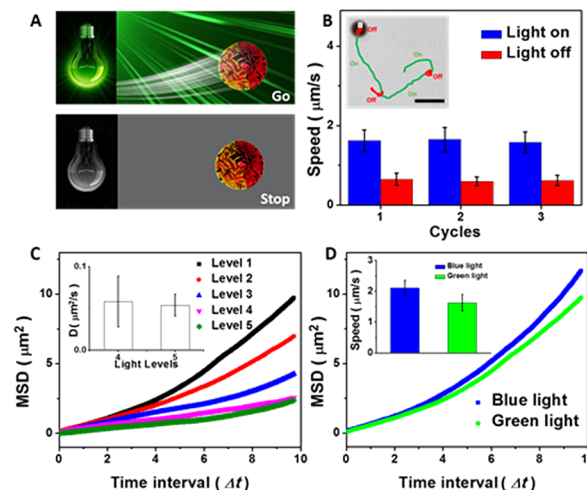 A
Go
Stop
B
Light on
Light off
Off
On
On
Off
On
Off
Speed ( μm/s)
4
2
0
1
2
3
Cycles
C
Level 1
Level 2
Level 3
Level 4
Level 5
D( μm²/s)
0.1
0.0
4
5
Light Levels
MSD ( μm²)
10
5
0
0
2
4
6
8
10
Time interval ( Δt )
D
Blue light
Green light
Speed ( μm/s)
5
4
3
2
1
0
Blue light
Green light
MSD ( μm²)
10
5
0
0
2
4
6
8
Time interval ( Δt )